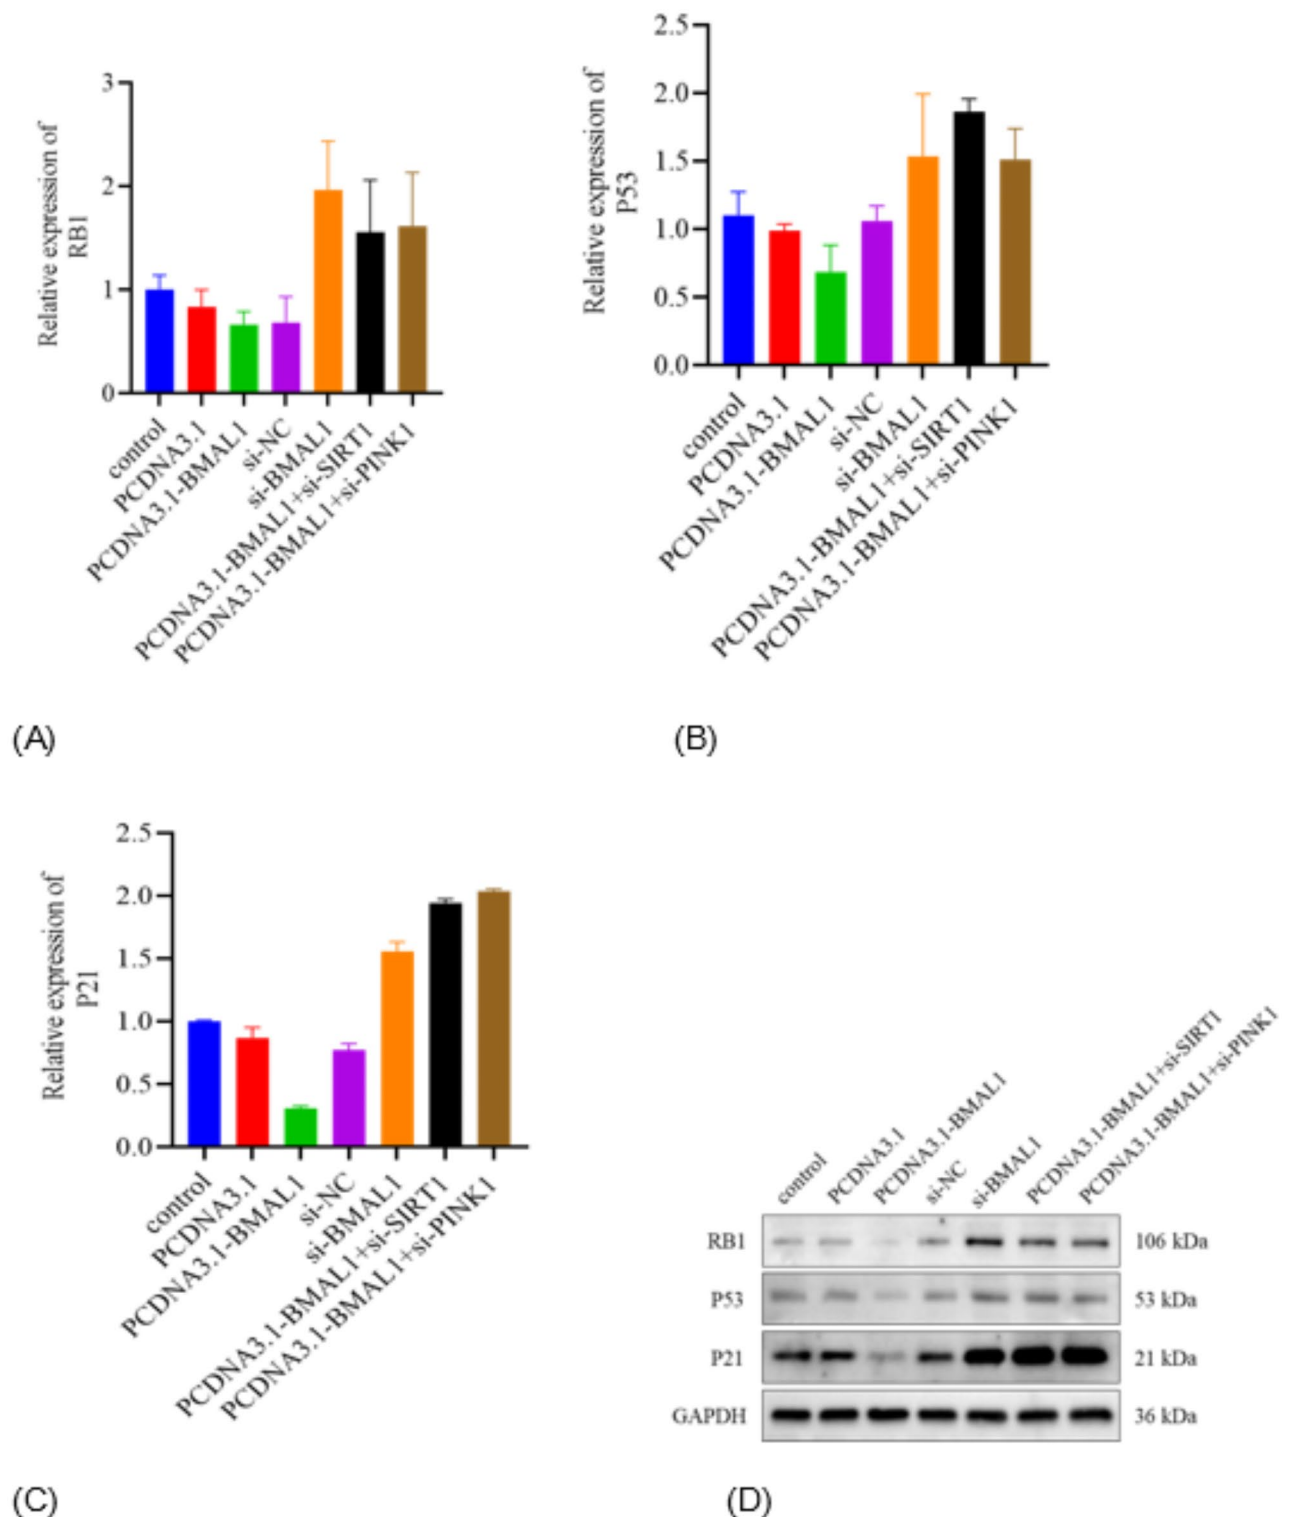 3
2
1
0
Relative expression of
RB1
control
PCDNA3.1
PCDNA3.1-BMAL1
si-NC
si-BMAL1
PCDNA3.1-BMAL1+si-SIRT1
PCDNA3.1-BMAL1+si-PINK1
(A)
2.5
2.0
1.5
1.0
0.5
0.0
Relative expression of
P53
control
PCDNA3.1
PCDNA3.1-BMAL1
si-NC
si-BMAL1
PCDNA3.1-BMAL1+si-SIRT1
PCDNA3.1-BMAL1+si-PINK1
(B)
2.5
2.0
1.5
1.0
0.5
0.0
Relative expression of
P21
control
PCDNA3.1
PCDNA3.1-BMAL1
si-NC
si-BMAL1
PCDNA3.1-BMAL1+si-SIRT1
PCDNA3.1-BMAL1+si-PINK1
(C)
control
PCDNA3.1
PCDNA3.1-BMAL1
si-NC
si-BMAL1
PCDNA3.1-BMAL1+si-SIRT1
PCDNA3.1-BMAL1+si-PINK1
RB1 106 kDa
P53 53 kDa
P21 21 kDa
GAPDH 36 kDa
(D)